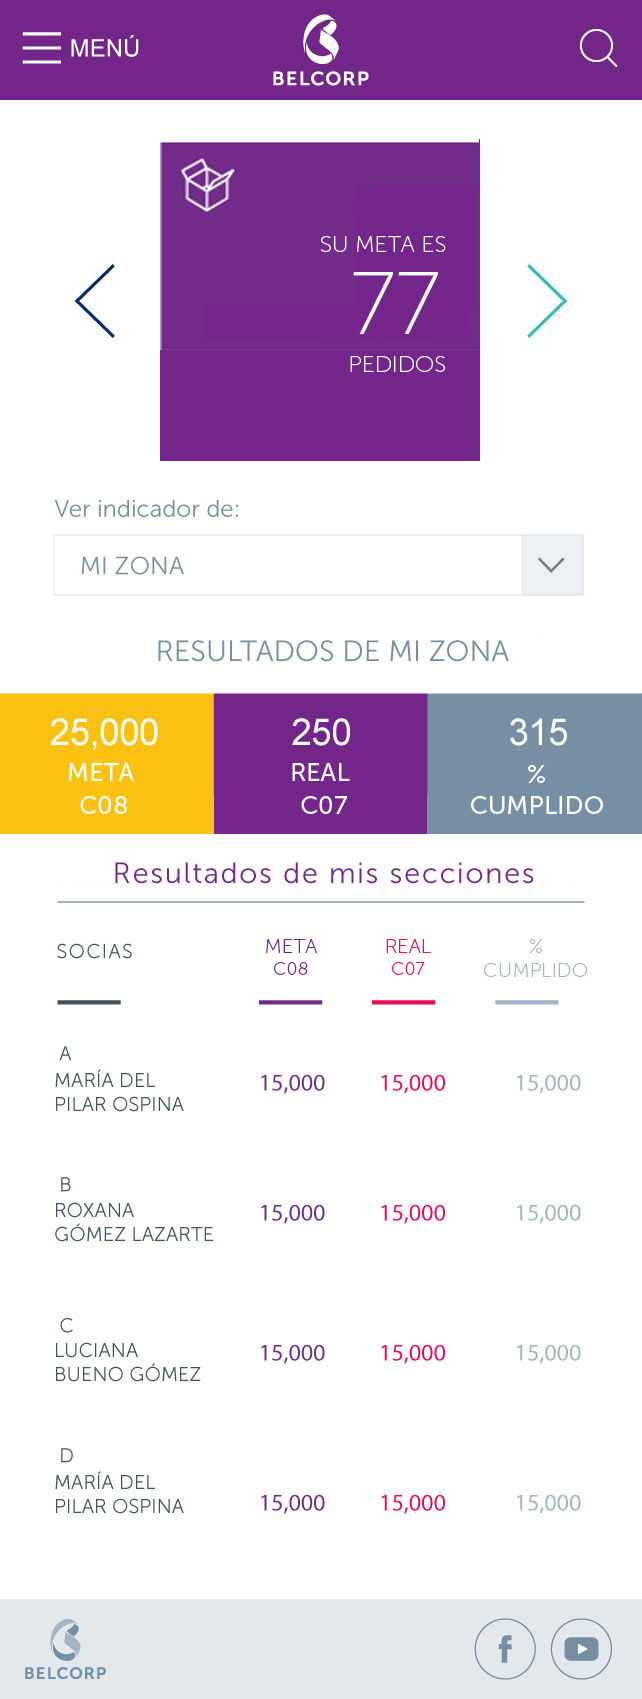 MENÚ
BELCORP
SU META ES
77
PEDIDOS
Ver indicador de:
MI ZONA
RESULTADOS DE MI ZONA
25,000
META
C08
250
REAL
C07
315
%
CUMPLIDO
Resultados de mis secciones
SOCIAS
META
C08
REAL
C07
%
CUMPLIDO
A
MARÍA DEL
PILAR OSPINA
15,000 15,000 15,000
B
ROXANA
GÓMEZ LAZARTE
15,000 15,000 15,000
C
LUCIANA
BUENO GÓMEZ
15,000 15,000 15,000
D
MARÍA DEL
PILAR OSPINA
15,000 15,000 15,000
BELCORP